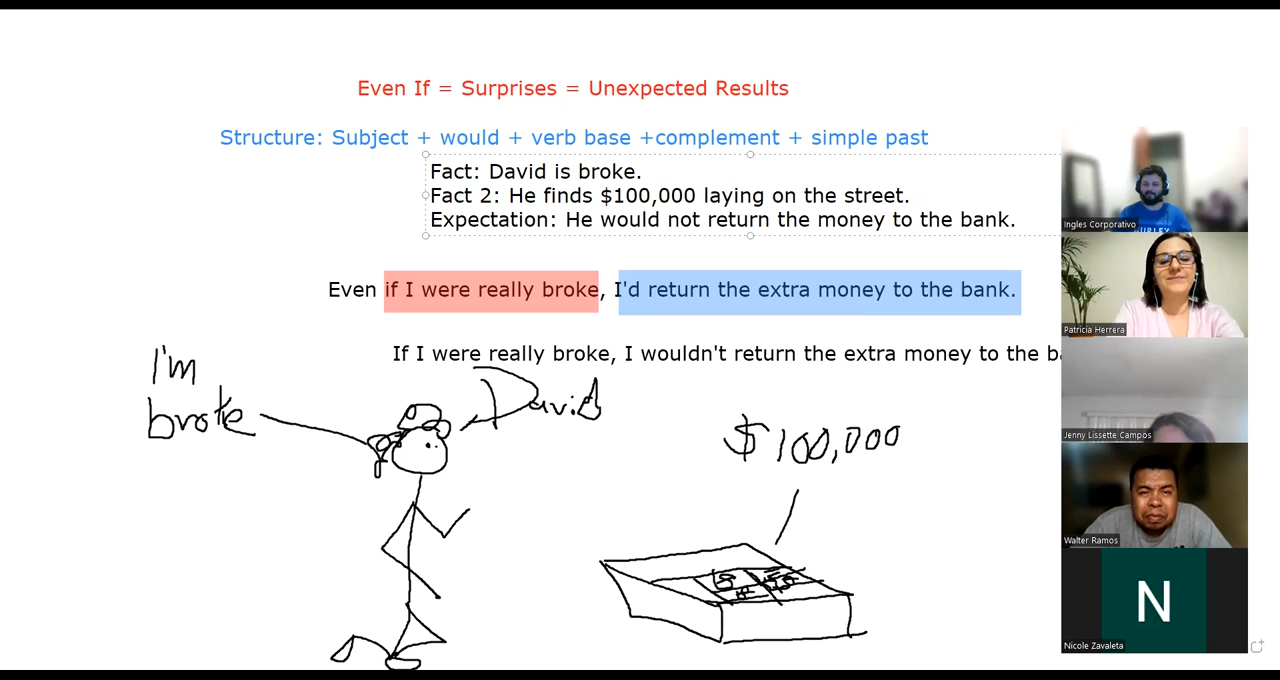 Even If = Surprises = Unexpected Results
Structure: Subject + would + verb base +complement + simple past
Fact: David is broke.
Fact 2: He finds $100,000 laying on the street.
Expectation: He would not return the money to the bank.
Even if I were really broke, I'd return the extra money to the bank.
If I were really broke, I wouldn't return the extra money to the ba
I'm
broke
David
$100,000
Ingles Corporativo
Patricia Herrera
Jenny Lissette Campos
Walter Ramos
N
Nicole Zavaleta